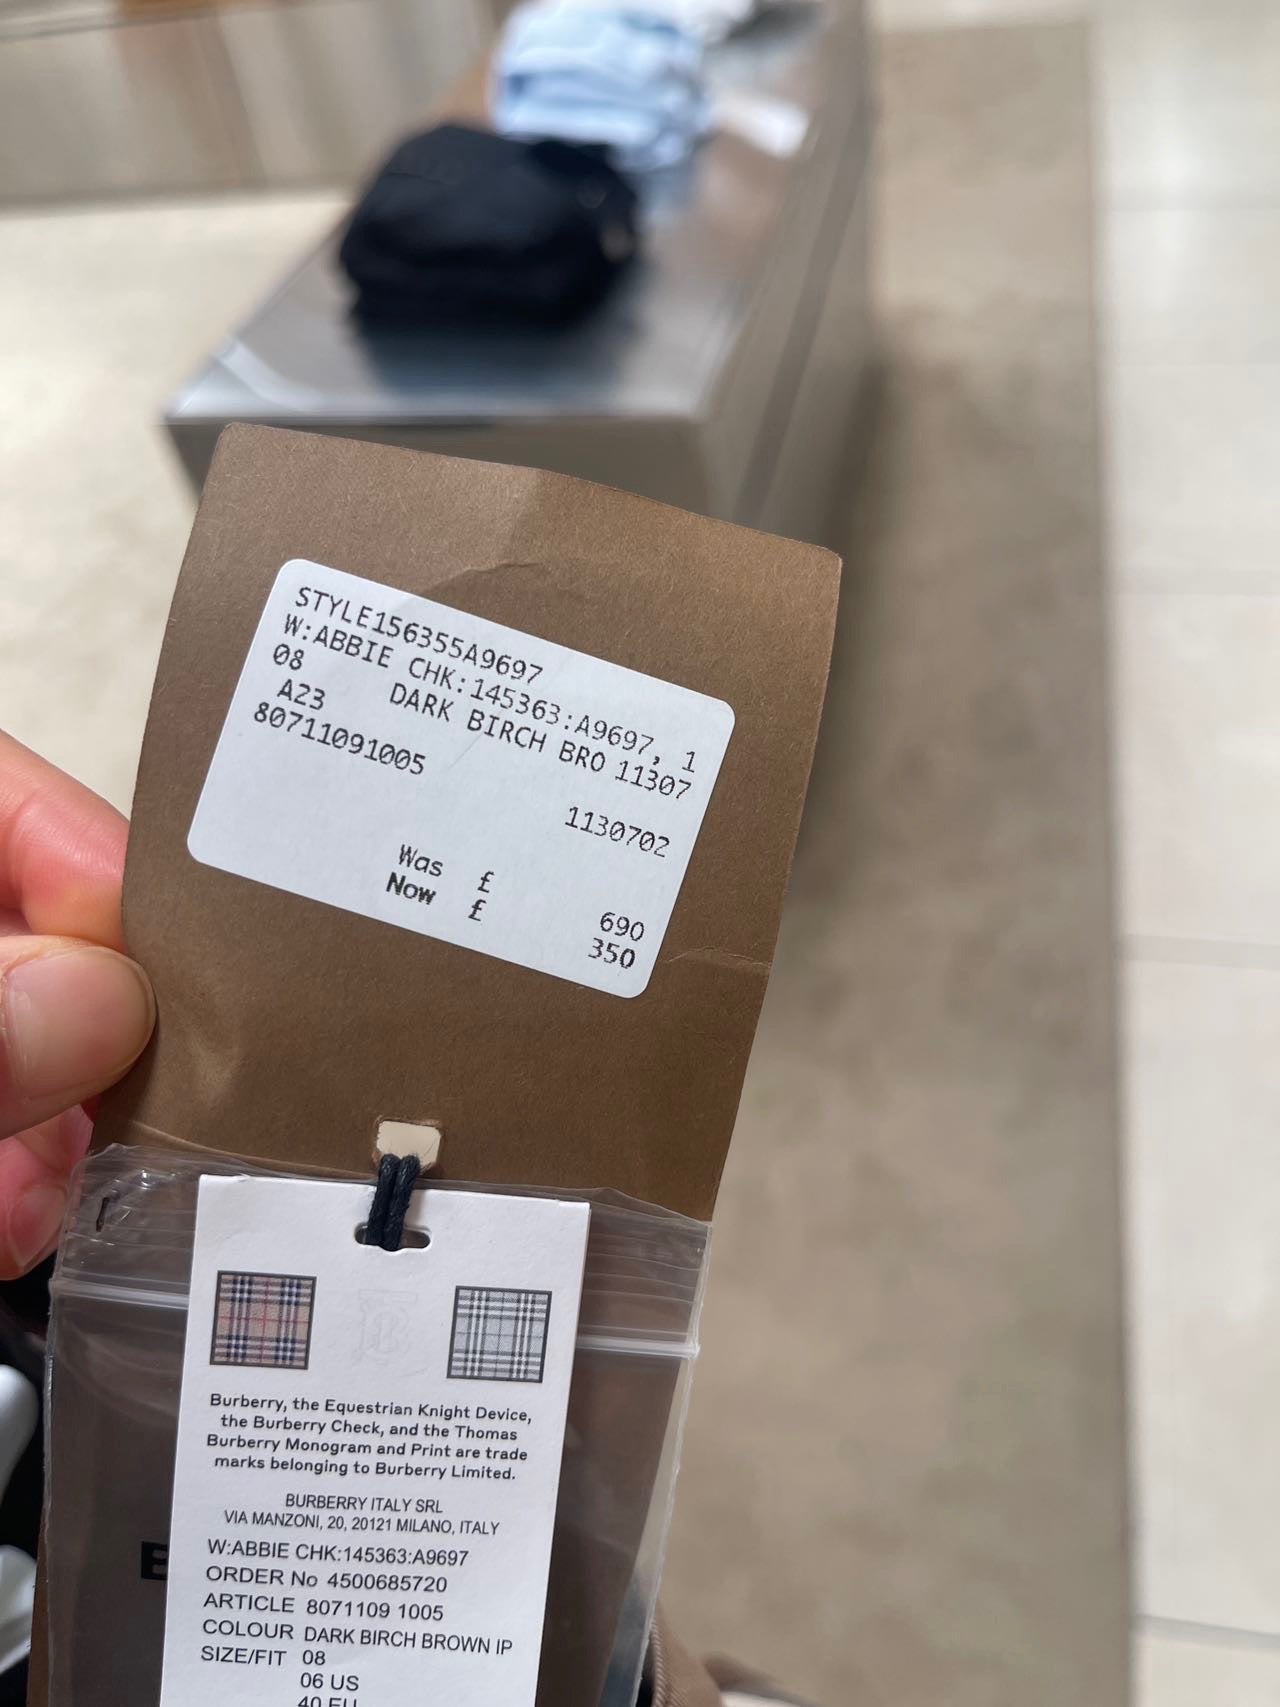 STYLE156355A9697
W:ABBIE CHK:145363:A9697, 1
08 DARK BIRCH BRO 11307
A23
80711091005
1130702
Was £ 690
Now £ 350
Burberry, the Equestrian Knight Device,
the Burberry Check, and the Thomas
Burberry Monogram and Print are trade
marks belonging to Burberry Limited.
BURBERRY ITALY SRL
VIA MANZONI, 20, 20121 MILANO, ITALY
W:ABBIE CHK:145363:A9697
ORDER No 4500685720
ARTICLE 8071109 1005
COLOUR DARK BIRCH BROWN IP
SIZE/FIT 08
06 US
40 EU